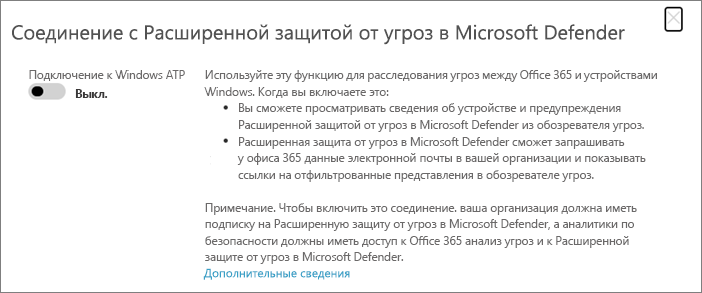 Соединение с Расширенной защитой от угроз в Microsoft Defender
Подключение к Windows ATP
Выкл.
Используйте эту функцию для расследования угроз между Office 365 и устройствами
Windows. Когда вы включаете это:
• Вы сможете просматривать сведения об устройстве и предупреждения
Расширенной защитой от угроз в Microsoft Defender из обозревателя угроз.
• Расширенная защита от угроз в Microsoft Defender сможет запрашивать
у офиса 365 данные электронной почты в вашей организации и показывать
ссылки на отфильтрованные представления в обозревателе угроз.
Примечание. Чтобы включить это соединение. ваша организация должна иметь
подписку на Расширенную защиту от угроз в Microsoft Defender, а аналитики по
безопасности должны иметь доступ к Office 365 анализ угроз и к Расширенной
защите от угроз в Microsoft Defender.
Дополнительные сведения